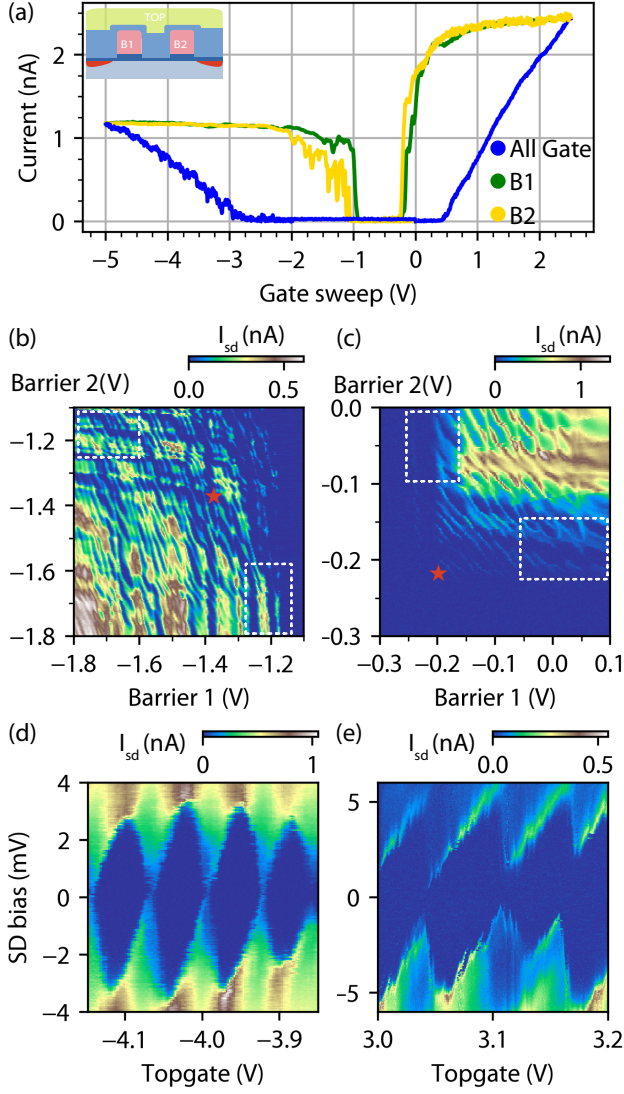 (a)
TOP
B1 B2
Current (nA)
2
1
0
All Gate
B1
B2
−5 −4 −3 −2 −1 0 1 2
Gate sweep (V)
(b)
I_sd (nA)
0.0 0.5
Barrier 2(V)
−1.2
−1.4
−1.6
−1.8
−1.8 −1.6 −1.4 −1.2
Barrier 1 (V)
(c)
I_sd (nA)
0 1
Barrier 2(V)
0.0
-0.1
-0.2
-0.3
−0.3 −0.2 −0.1 0.0 0.1
Barrier 1 (V)
(d)
I_sd (nA)
0 1
SD bias (mV)
4
2
0
−2
−4
−4.1 −4.0 −3.9
Topgate (V)
(e)
I_sd (nA)
0.0 0.5
5
0
−5
3.0 3.1 3.2
Topgate (V)